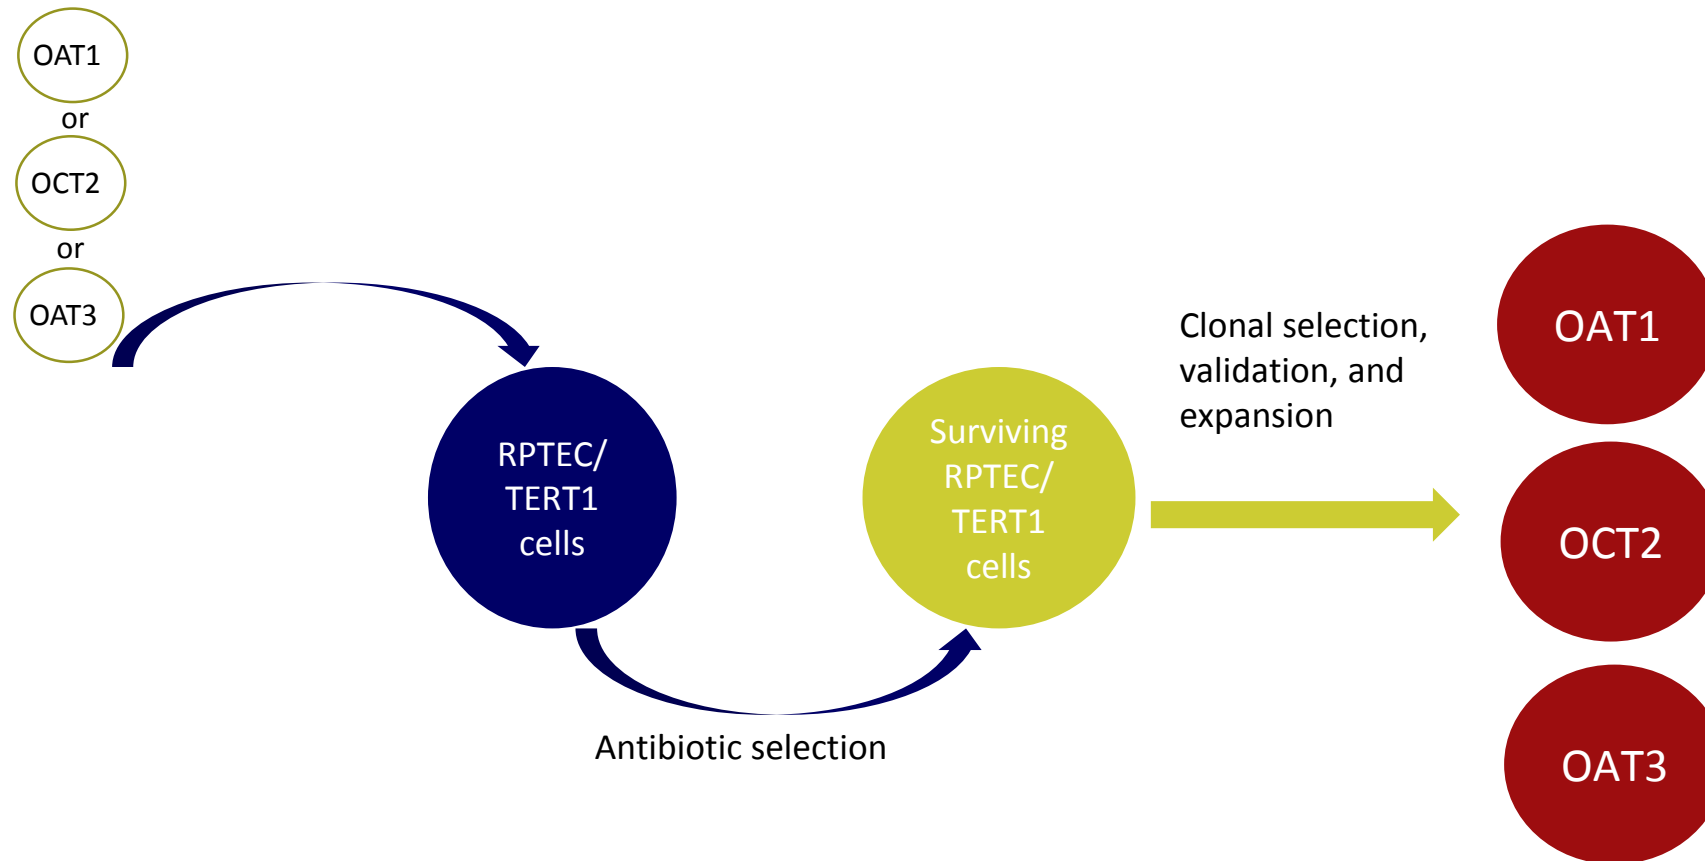 OAT1
or
OCT2
or
OAT3
RPTEC/
TERT1
cells
Antibiotic selection
Surviving
RPTEC/
TERT1
cells
Clonal selection,
validation, and
expansion
OAT1
OCT2
OAT3